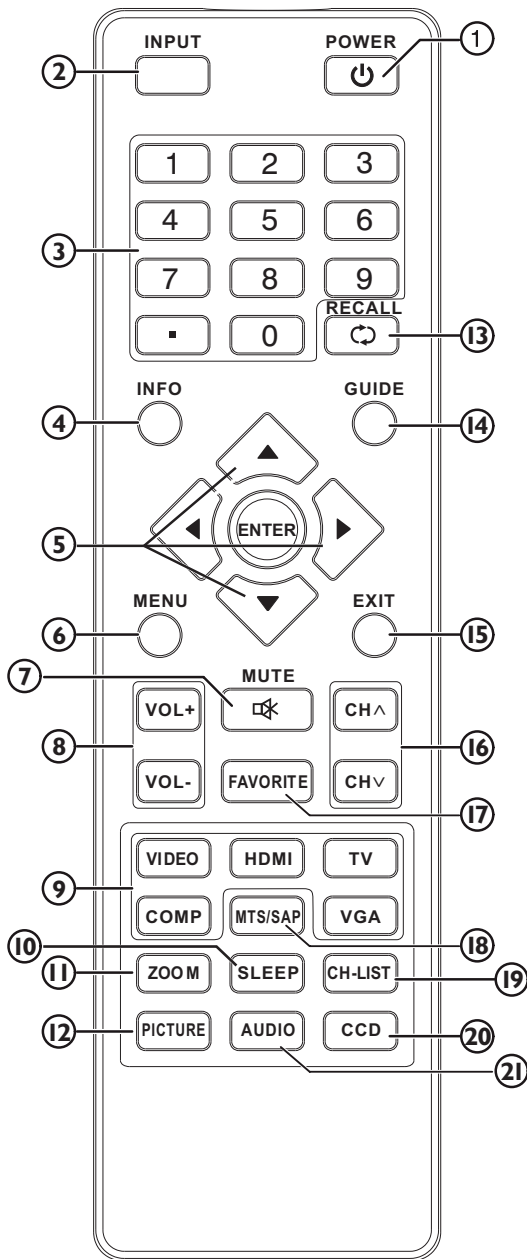 INPUT POWER
2 1
1 2 3
4 5 6
3
7 8 9
RECALL
. 0
13
INFO GUIDE
4 14
5 ENTER
MENU EXIT
6 15
7 MUTE
VOL+ CH∧
8 16
VOL- FAVORITE CH∨
17
VIDEO HDMI TV
9
COMP MTS/SAP VGA
10 18
11 ZOOM SLEEP CH-LIST 19
12 PICTURE AUDIO CCD 20
21